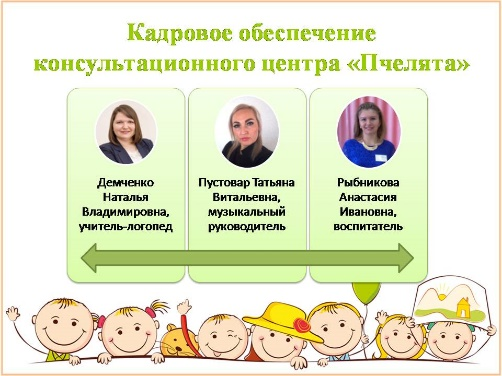 Кадровое обеспечение
консультационного центра «Пчелята»
Демченко
Наталья
Владимировна,
учитель-логопед
Пустовар Татьяна
Витальевна,
музыкальный
руководитель
Рыбникова
Анастасия
Ивановна,
воспитатель